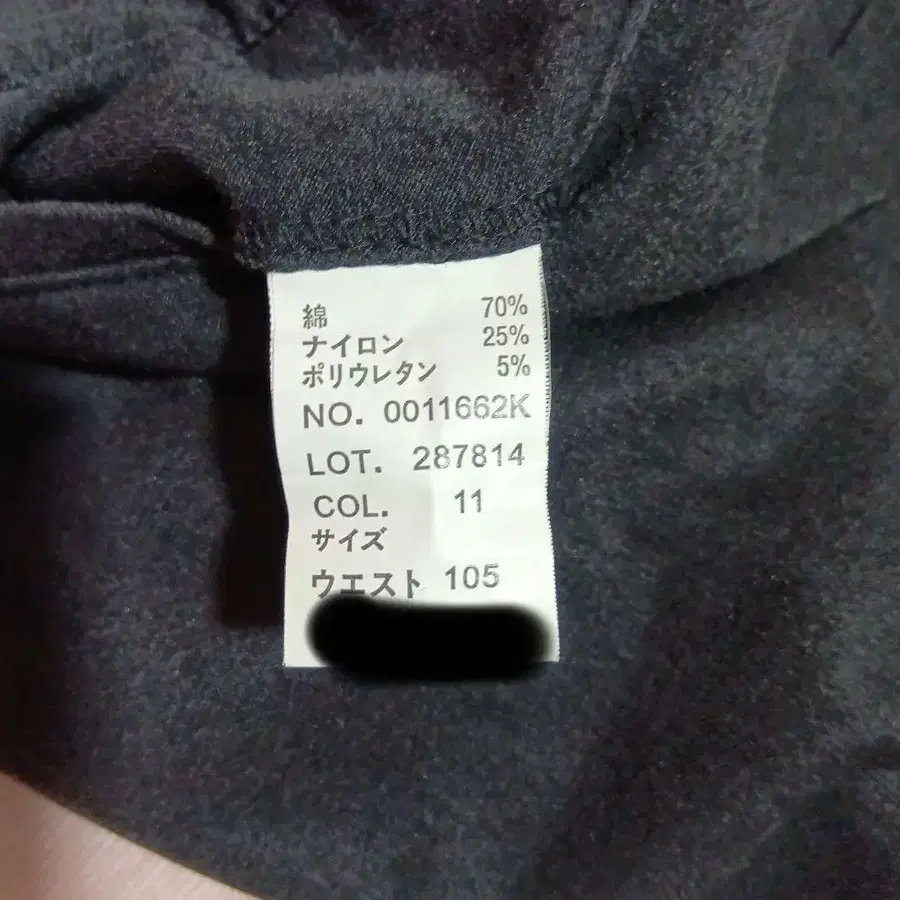 綿 70%
ナイロン 25%
ポリウレタン 5%
NO. 0011662K
LOT. 287814
COL. 11
サイズ
ウエスト 105